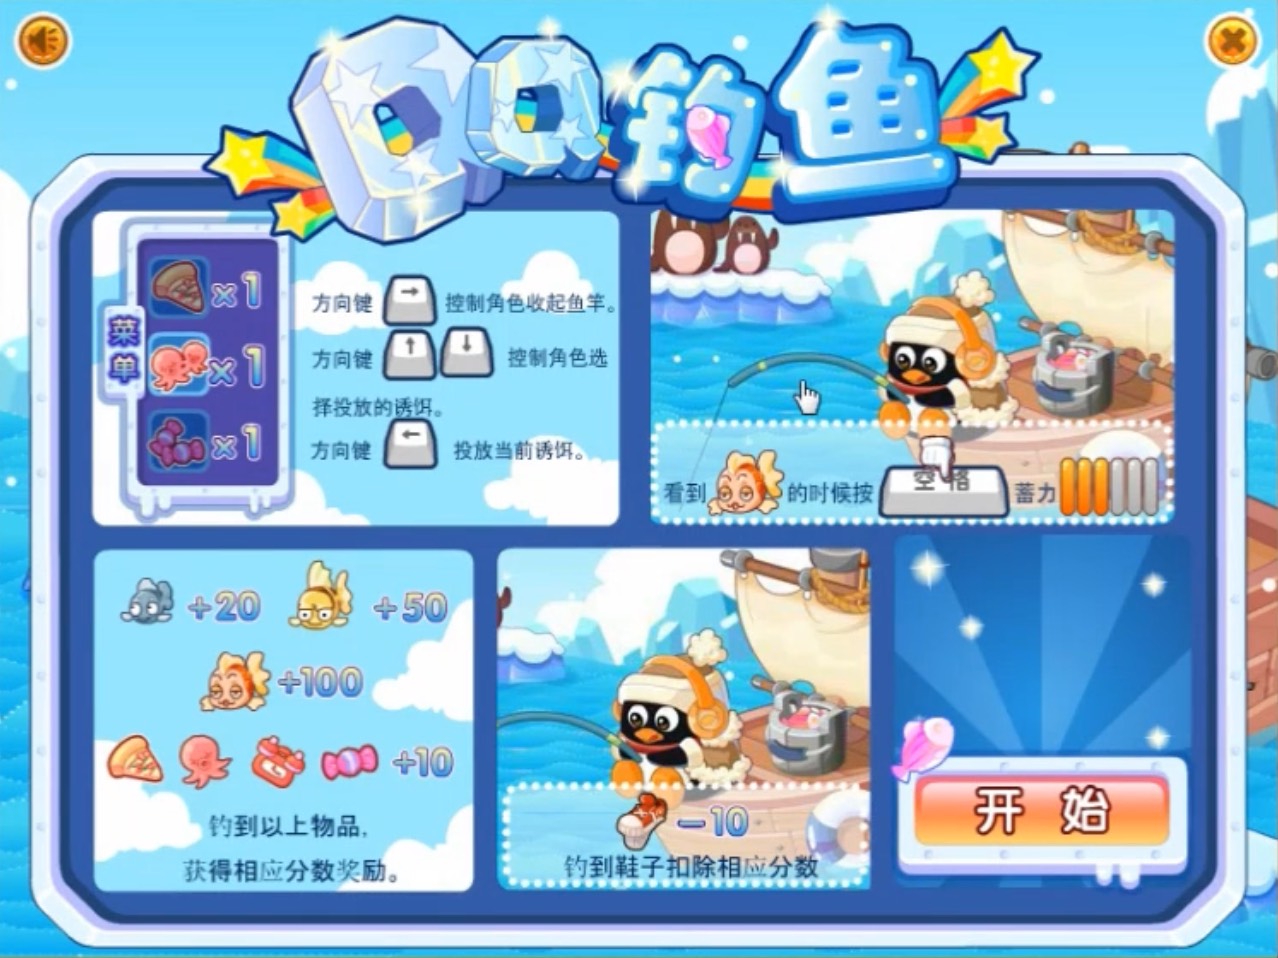 QQ钓鱼
菜单
×1
×1
×1
方向键 → 控制角色收起鱼竿。
方向键 ↑ ↓ 控制角色选
择投放的诱饵。
方向键 ← 投放当前诱饵。
看到 的时候按 空格 蓄力
+20 +50
+100
+10
钓到以上物品,
获得相应分数奖励。
-10
钓到鞋子扣除相应分数
开始